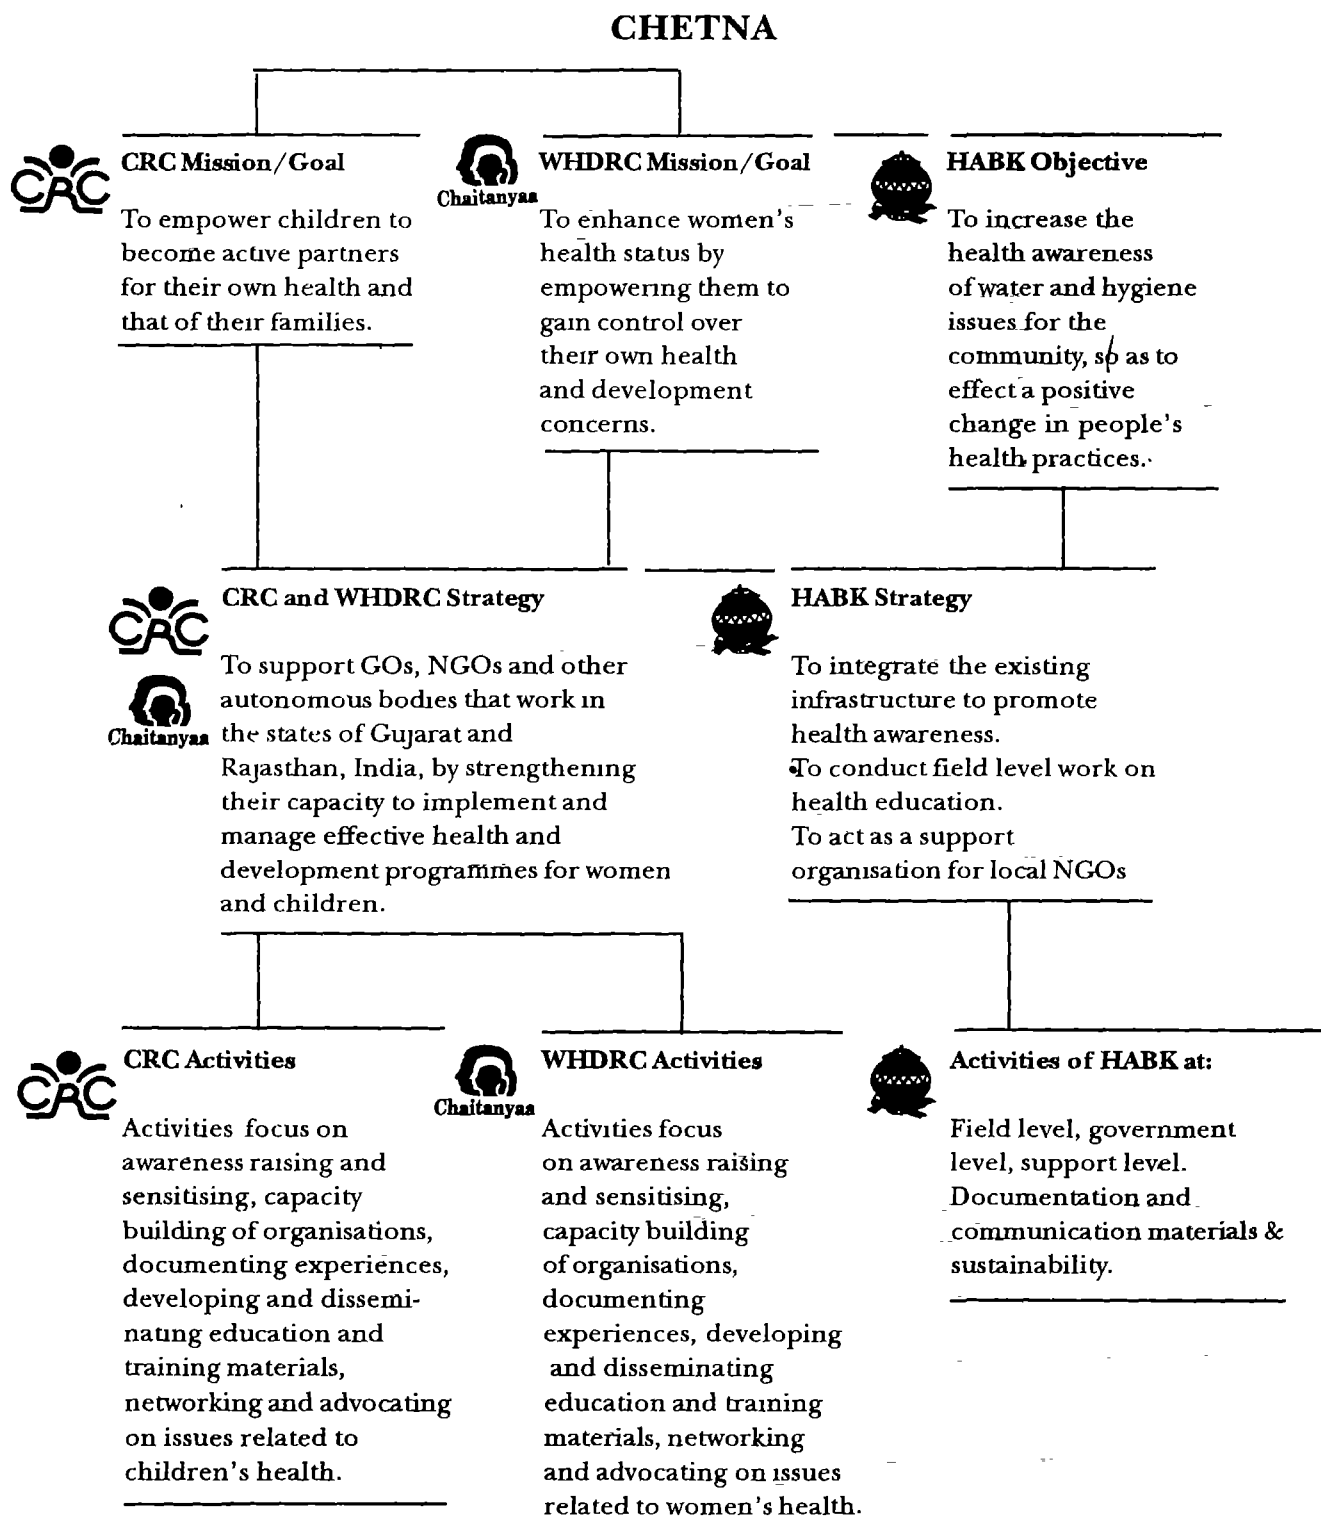 CHETNA
CRC
CRC Mission/Goal
To empower children to
become active partners
for their own health and
that of their families.
Chaitanyaa
WHDRC Mission/Goal
To enhance women's
health status by
empowering them to
gain control over
their own health
and development
concerns.
HABK Objective
To increase the
health awareness
of water and hygiene
issues for the
community, so as to
effect a positive
change in people's
health practices.
CRC
Chaitanyaa
CRC and WHDRC Strategy
To support GOs, NGOs and other
autonomous bodies that work in
the states of Gujarat and
Rajasthan, India, by strengthening
their capacity to implement and
manage effective health and
development programmes for women
and children.
HABK Strategy
To integrate the existing
infrastructure to promote
health awareness.
•To conduct field level work on
health education.
To act as a support
organisation for local NGOs
CRC
CRC Activities
Activities focus on
awareness raising and
sensitising, capacity
building of organisations,
documenting experiences,
developing and dissemi-
nating education and
training materials,
networking and advocating
on issues related to
children's health.
Chaitanyaa
WHDRC Activities
Activities focus
on awareness raising
and sensitising,
capacity building
of organisations,
documenting
experiences, developing
and disseminating
education and training
materials, networking
and advocating on issues
related to women's health.
Activities of HABK at:
Field level, government
level, support level.
Documentation and
communication materials &
sustainability.